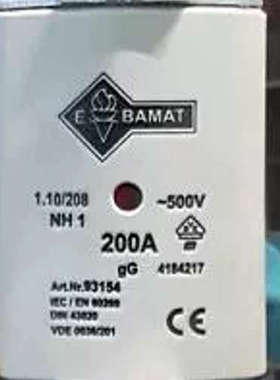 E. BAMAT
1.10/208
~500V
NH 1
200A
gG
4184217
Art.Nr.93154
IEC / EN 60269
DIN 43620
VDE 0636/201
CE